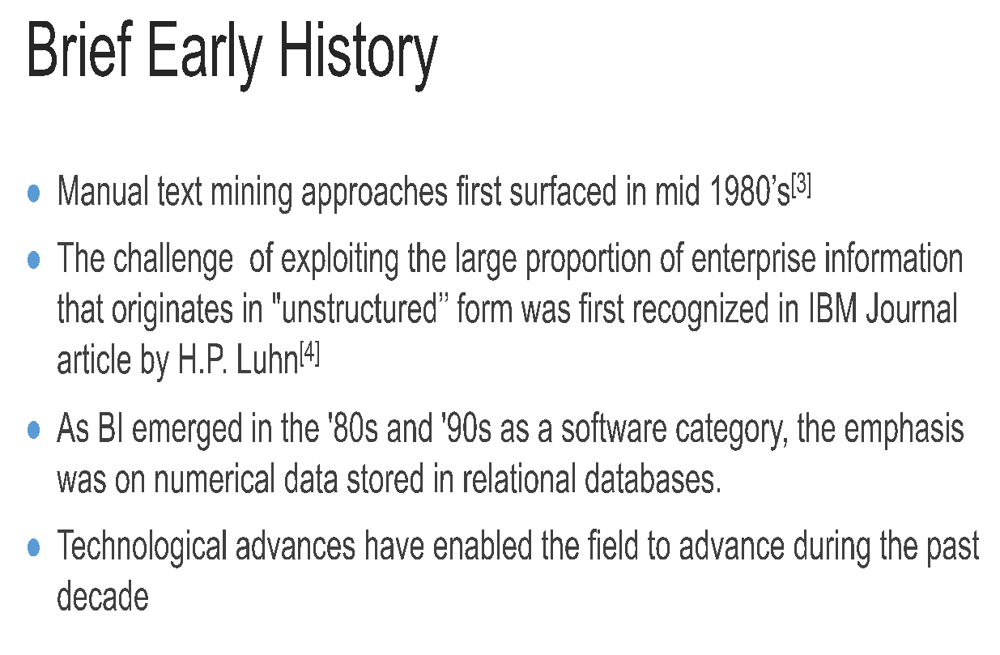 Brief Early History
• Manual text mining approaches first surfaced in mid 1980’s[3]
• The challenge  of exploiting the large proportion of enterprise information
that originates in "unstructured” form was first recognized in IBM Journal
article by H.P. Luhn[4]
• As BI emerged in the '80s and '90s as a software category, the emphasis
was on numerical data stored in relational databases.
• Technological advances have enabled the field to advance during the past
decade